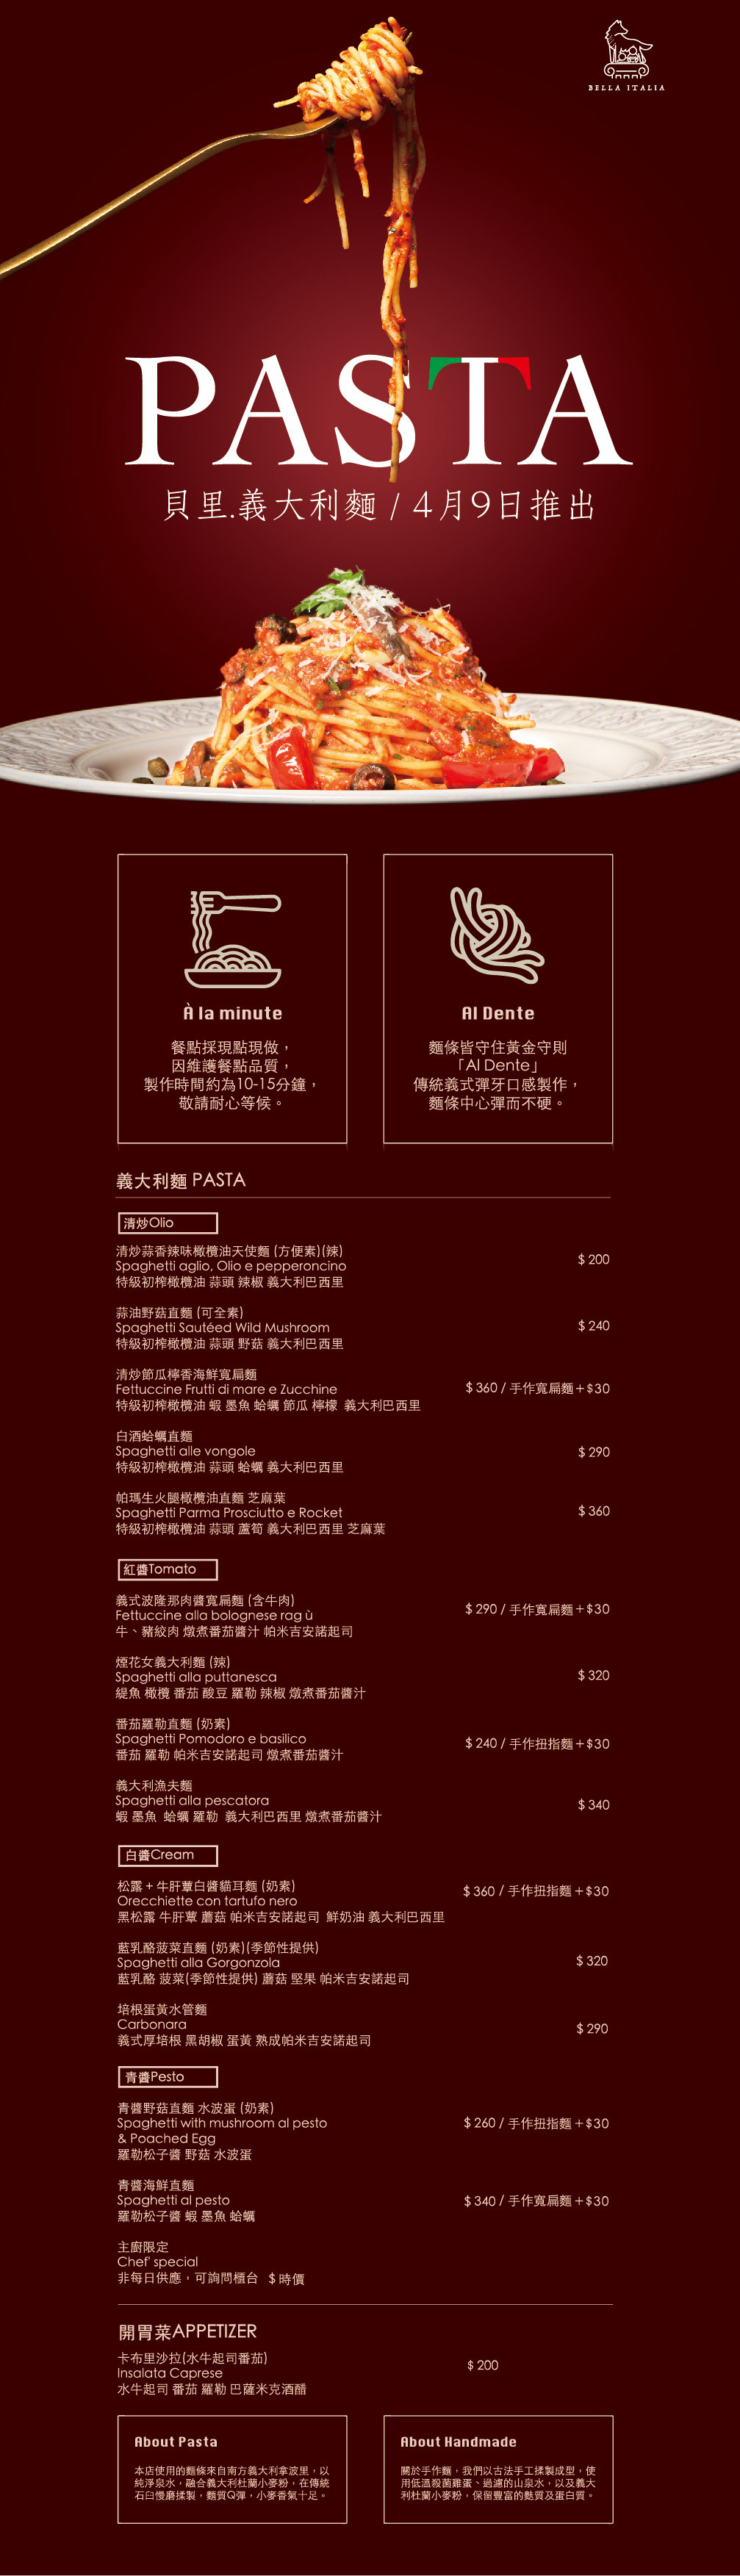 BELLA ITALIA
PASTA
貝里.義大利麵 / 4月9日推出
À la minute
餐點採現點現做，
因維護餐點品質，
製作時間約為10-15分鐘，
敬請耐心等候。
Al Dente
麵條皆守住黃金守則
「Al Dente」
傳統義式彈牙口感製作，
麵條中心彈而不硬。
義大利麵 PASTA
清炒Olio
清炒蒜香辣味橄欖油天使麵 (方便素)(辣)
Spaghetti aglio, Olio e pepperoncino
特級初榨橄欖油 蒜頭 辣椒 義大利巴西里
$ 200
蒜油野菇直麵 (可全素)
Spaghetti Sautéed Wild Mushroom
特級初榨橄欖油 蒜頭 野菇 義大利巴西里
$ 240
清炒節瓜檸香海鮮寬扁麵
Fettuccine Frutti di mare e Zucchine
特級初榨橄欖油 蝦 墨魚 蛤蠣 節瓜 檸檬 義大利巴西里
$ 360 / 手作寬扁麵+$30
白酒蛤蠣直麵
Spaghetti alle vongole
特級初榨橄欖油 蒜頭 蛤蠣 義大利巴西里
$ 290
帕瑪生火腿橄欖油直麵 芝麻葉
Spaghetti Parma Prosciutto e Rocket
特級初榨橄欖油 蒜頭 蘆筍 義大利巴西里 芝麻葉
$ 360
紅醬Tomato
義式波隆那肉醬寬扁麵 (含牛肉)
Fettuccine alla bolognese rag ù
牛、豬絞肉 燉煮番茄醬汁 帕米吉安諾起司
$ 290 / 手作寬扁麵+$30
煙花女義大利麵 (辣)
Spaghetti alla puttanesca
緹魚 橄欖 番茄 酸豆 羅勒 辣椒 燉煮番茄醬汁
$ 320
番茄羅勒直麵 (奶素)
Spaghetti Pomodoro e basilico
番茄 羅勒 帕米吉安諾起司 燉煮番茄醬汁
$ 240 / 手作扭指麵+$30
義大利漁夫麵
Spaghetti alla pescatora
蝦 墨魚 蛤蠣 羅勒 義大利巴西里 燉煮番茄醬汁
$ 340
白醬Cream
松露 + 牛肝蕈白醬貓耳麵 (奶素)
Orecchiette con tartufo nero
黑松露 牛肝蕈 蘑菇 帕米吉安諾起司 鮮奶油 義大利巴西里
$ 360 / 手作扭指麵 +$30
藍乳酪菠菜直麵 (奶素)(季節性提供)
Spaghetti alla Gorgonzola
藍乳酪 菠菜(季節性提供) 蘑菇 堅果 帕米吉安諾起司
$ 320
培根蛋黃水管麵
Carbonara
義式厚培根 黑胡椒 蛋黃 熟成帕米吉安諾起司
$ 290
青醬Pesto
青醬野菇直麵 水波蛋 (奶素)
Spaghetti with mushroom al pesto
& Poached Egg
羅勒松子醬 野菇 水波蛋
$ 260 / 手作扭指麵 +$30
青醬海鮮直麵
Spaghetti al pesto
羅勒松子醬 蝦 墨魚 蛤蠣
$ 340 / 手作寬扁麵 +$30
主廚限定
Chef' special
非每日供應，可詢問櫃台 $ 時價
開胃菜APPETIZER
卡布里沙拉(水牛起司番茄)
Insalata Caprese
水牛起司 番茄 羅勒 巴薩米克酒醋
$ 200
About Pasta
本店使用的麵條來自南方義大利拿波里，以
純淨泉水，融合義大利杜蘭小麥粉，在傳統
石臼慢磨揉製，麵質Q彈，小麥香氣十足。
About Handmade
關於手作麵，我們以古法手工揉製成型，使
用低溫殺菌雞蛋、過濾的山泉水，以及義大
利杜蘭小麥粉，保留豐富的麩質及蛋白質。